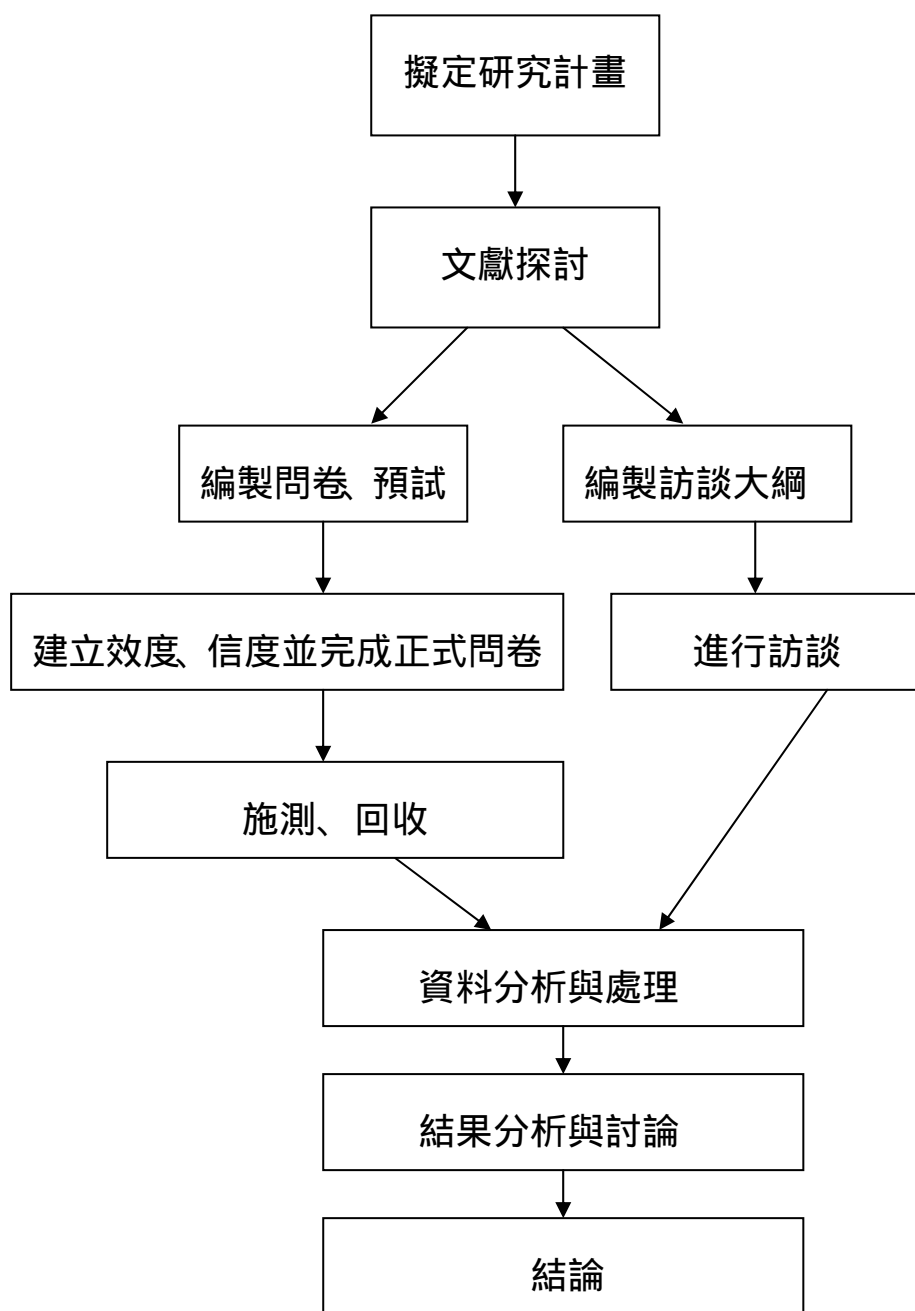 擬定研究計畫
文獻探討
編製問卷、預試
編製訪談大綱
建立效度、信度並完成正式問卷
進行訪談
施測、回收
資料分析與處理
結果分析與討論
結論